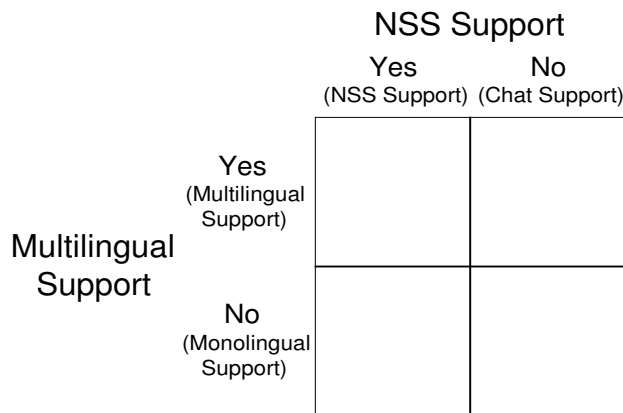 NSS Support
Yes No
(NSS Support) (Chat Support)
Yes
(Multilingual
Support)
Multilingual
Support
No
(Monolingual
Support)